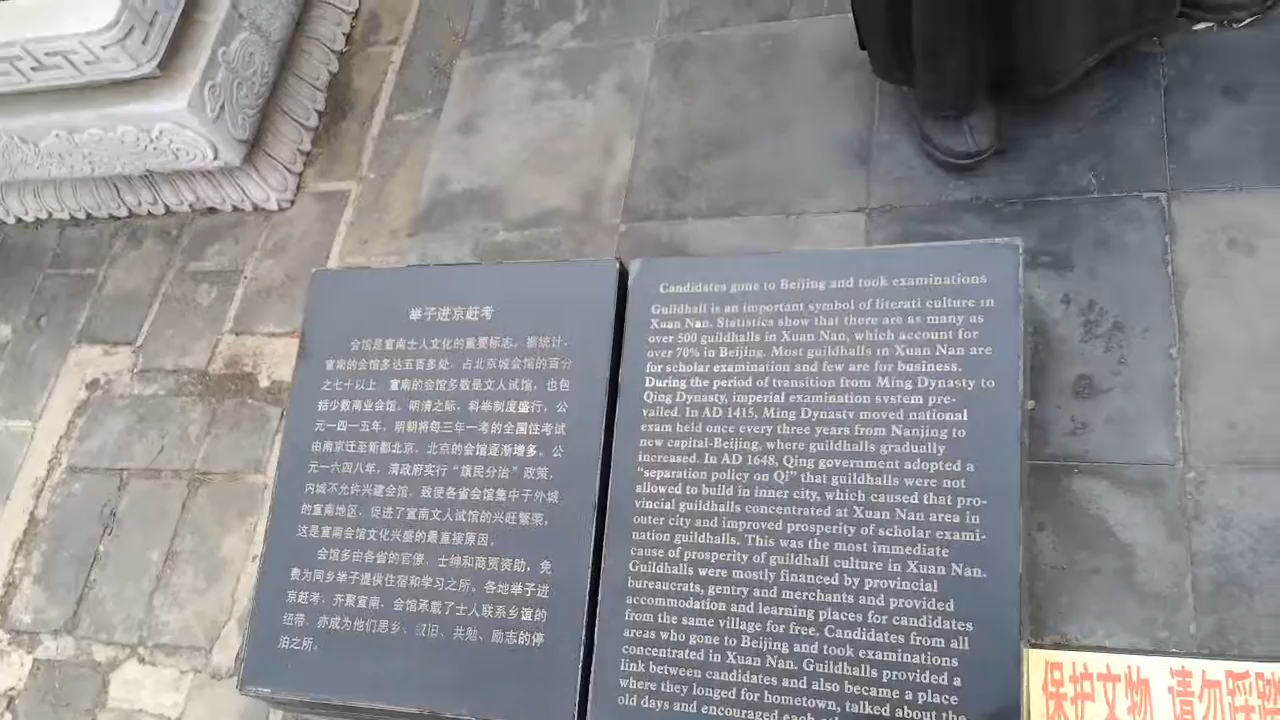 举子进京赶考
会馆是宣南士人文化的重要标志。据统计，
宣南的会馆多达五百多处，占北京城会馆的百分
之七十以上。宣南的会馆多数是文人试馆，也包
括少数商业会馆。明清之际，科举制度盛行，公
元一四一五年，明朝将每三年一考的全国性考试
由南京迁至新都北京，北京的会馆逐渐增多。公
元一六四八年，清政府实行“旗民分治”政策，
内城不允许兴建会馆，致使各省会馆集中于外城
的宣南地区，促进了宣南文人试馆的兴旺繁荣，
这是宣南会馆文化兴盛的最直接原因。
会馆多由各省的官僚、士绅和商贾资助，免
费为同乡举子提供住宿和学习之所。各地举子进
京赶考，齐聚宣南，会馆承载了士人联系乡谊的
纽带，亦成为他们思乡、叙旧、共勉、励志的停
泊之所。
Candidates gone to Beijing and took examinations
Guildhall is an important symbol of literati culture in
Xuan Nan. Statistics show that there are as many as
over 500 guildhalls in Xuan Nan, which account for
over 70% in Beijing. Most guildhalls in Xuan Nan are
for scholar examination and few are for business.
During the period of transition from Ming Dynasty to
Qing Dynasty, imperial examination system pre-
vailed. In AD 1415, Ming Dynasty moved national
exam held once every three years from Nanjing to
new capital-Beijing, where guildhalls gradually
increased. In AD 1648, Qing government adopted a
“separation policy on Qi” that guildhalls were not
allowed to build in inner city, which caused that pro-
vincial guildhalls concentrated at Xuan Nan area in
outer city and improved prosperity of scholar exami-
nation guildhalls. This was the most immediate
cause of prosperity of guildhall culture in Xuan Nan.
Guildhalls were mostly financed by provincial
bureaucrats, gentry and merchants and provided
accommodation and learning places for candidates
from the same village for free. Candidates from all
areas who gone to Beijing and took examinations
concentrated in Xuan Nan. Guildhalls provided a
link between candidates and also became a place
where they longed for hometown, talked about the
old days and encouraged each
保护文物 请勿踩踏